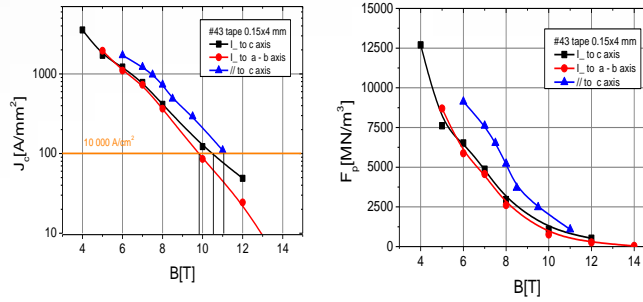 #43 tape 0.15x4 mm
I_ to c axis
I_ to a - b axis
// to c axis
1000
100
10
10 000 A/cm²
J_c[A/mm²]
4 6 8 10 12 14
B[T]
#43 tape 0.15x4 mm
I_ to c axis
I_ to a - b axis
// to c axis
15000
12500
10000
7500
5000
2500
0
F_p[MN/m³]
4 6 8 10 12 14
B[T]